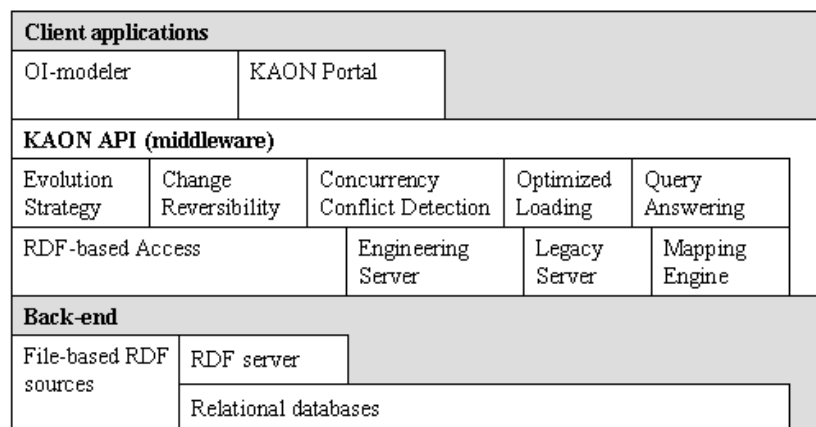 Client applications
OI-modeler
KAON Portal
KAON API (middleware)
Evolution
Strategy
Change
Reversibility
Concurrency
Conflict Detection
Optimized
Loading
Query
Answering
RDF-based Access
Engineering
Server
Legacy
Server
Mapping
Engine
Back-end
File-based RDF
sources
RDF server
Relational databases